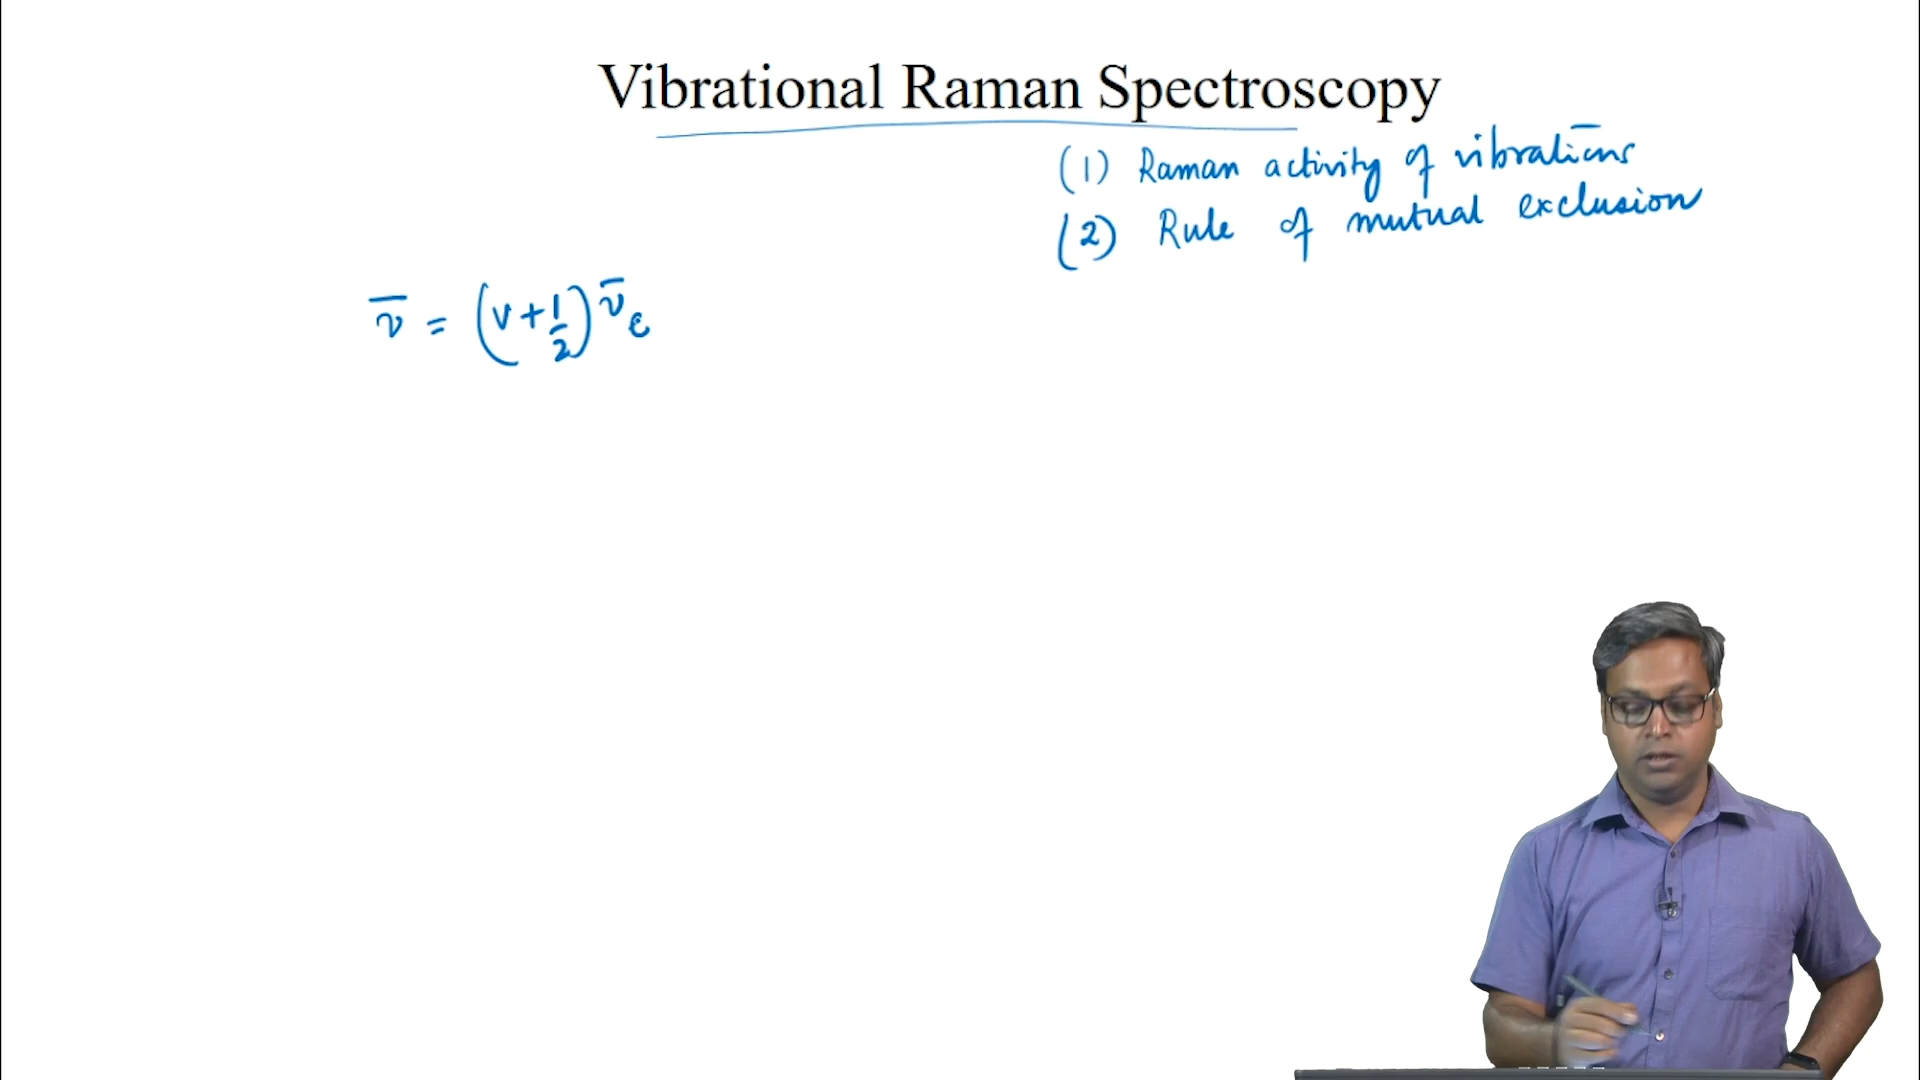 Vibrational Raman Spectroscopy
(1) Raman activity of vibrations
(2) Rule of mutual exclusion
ν̅ = (v + 1/2) ν̅e